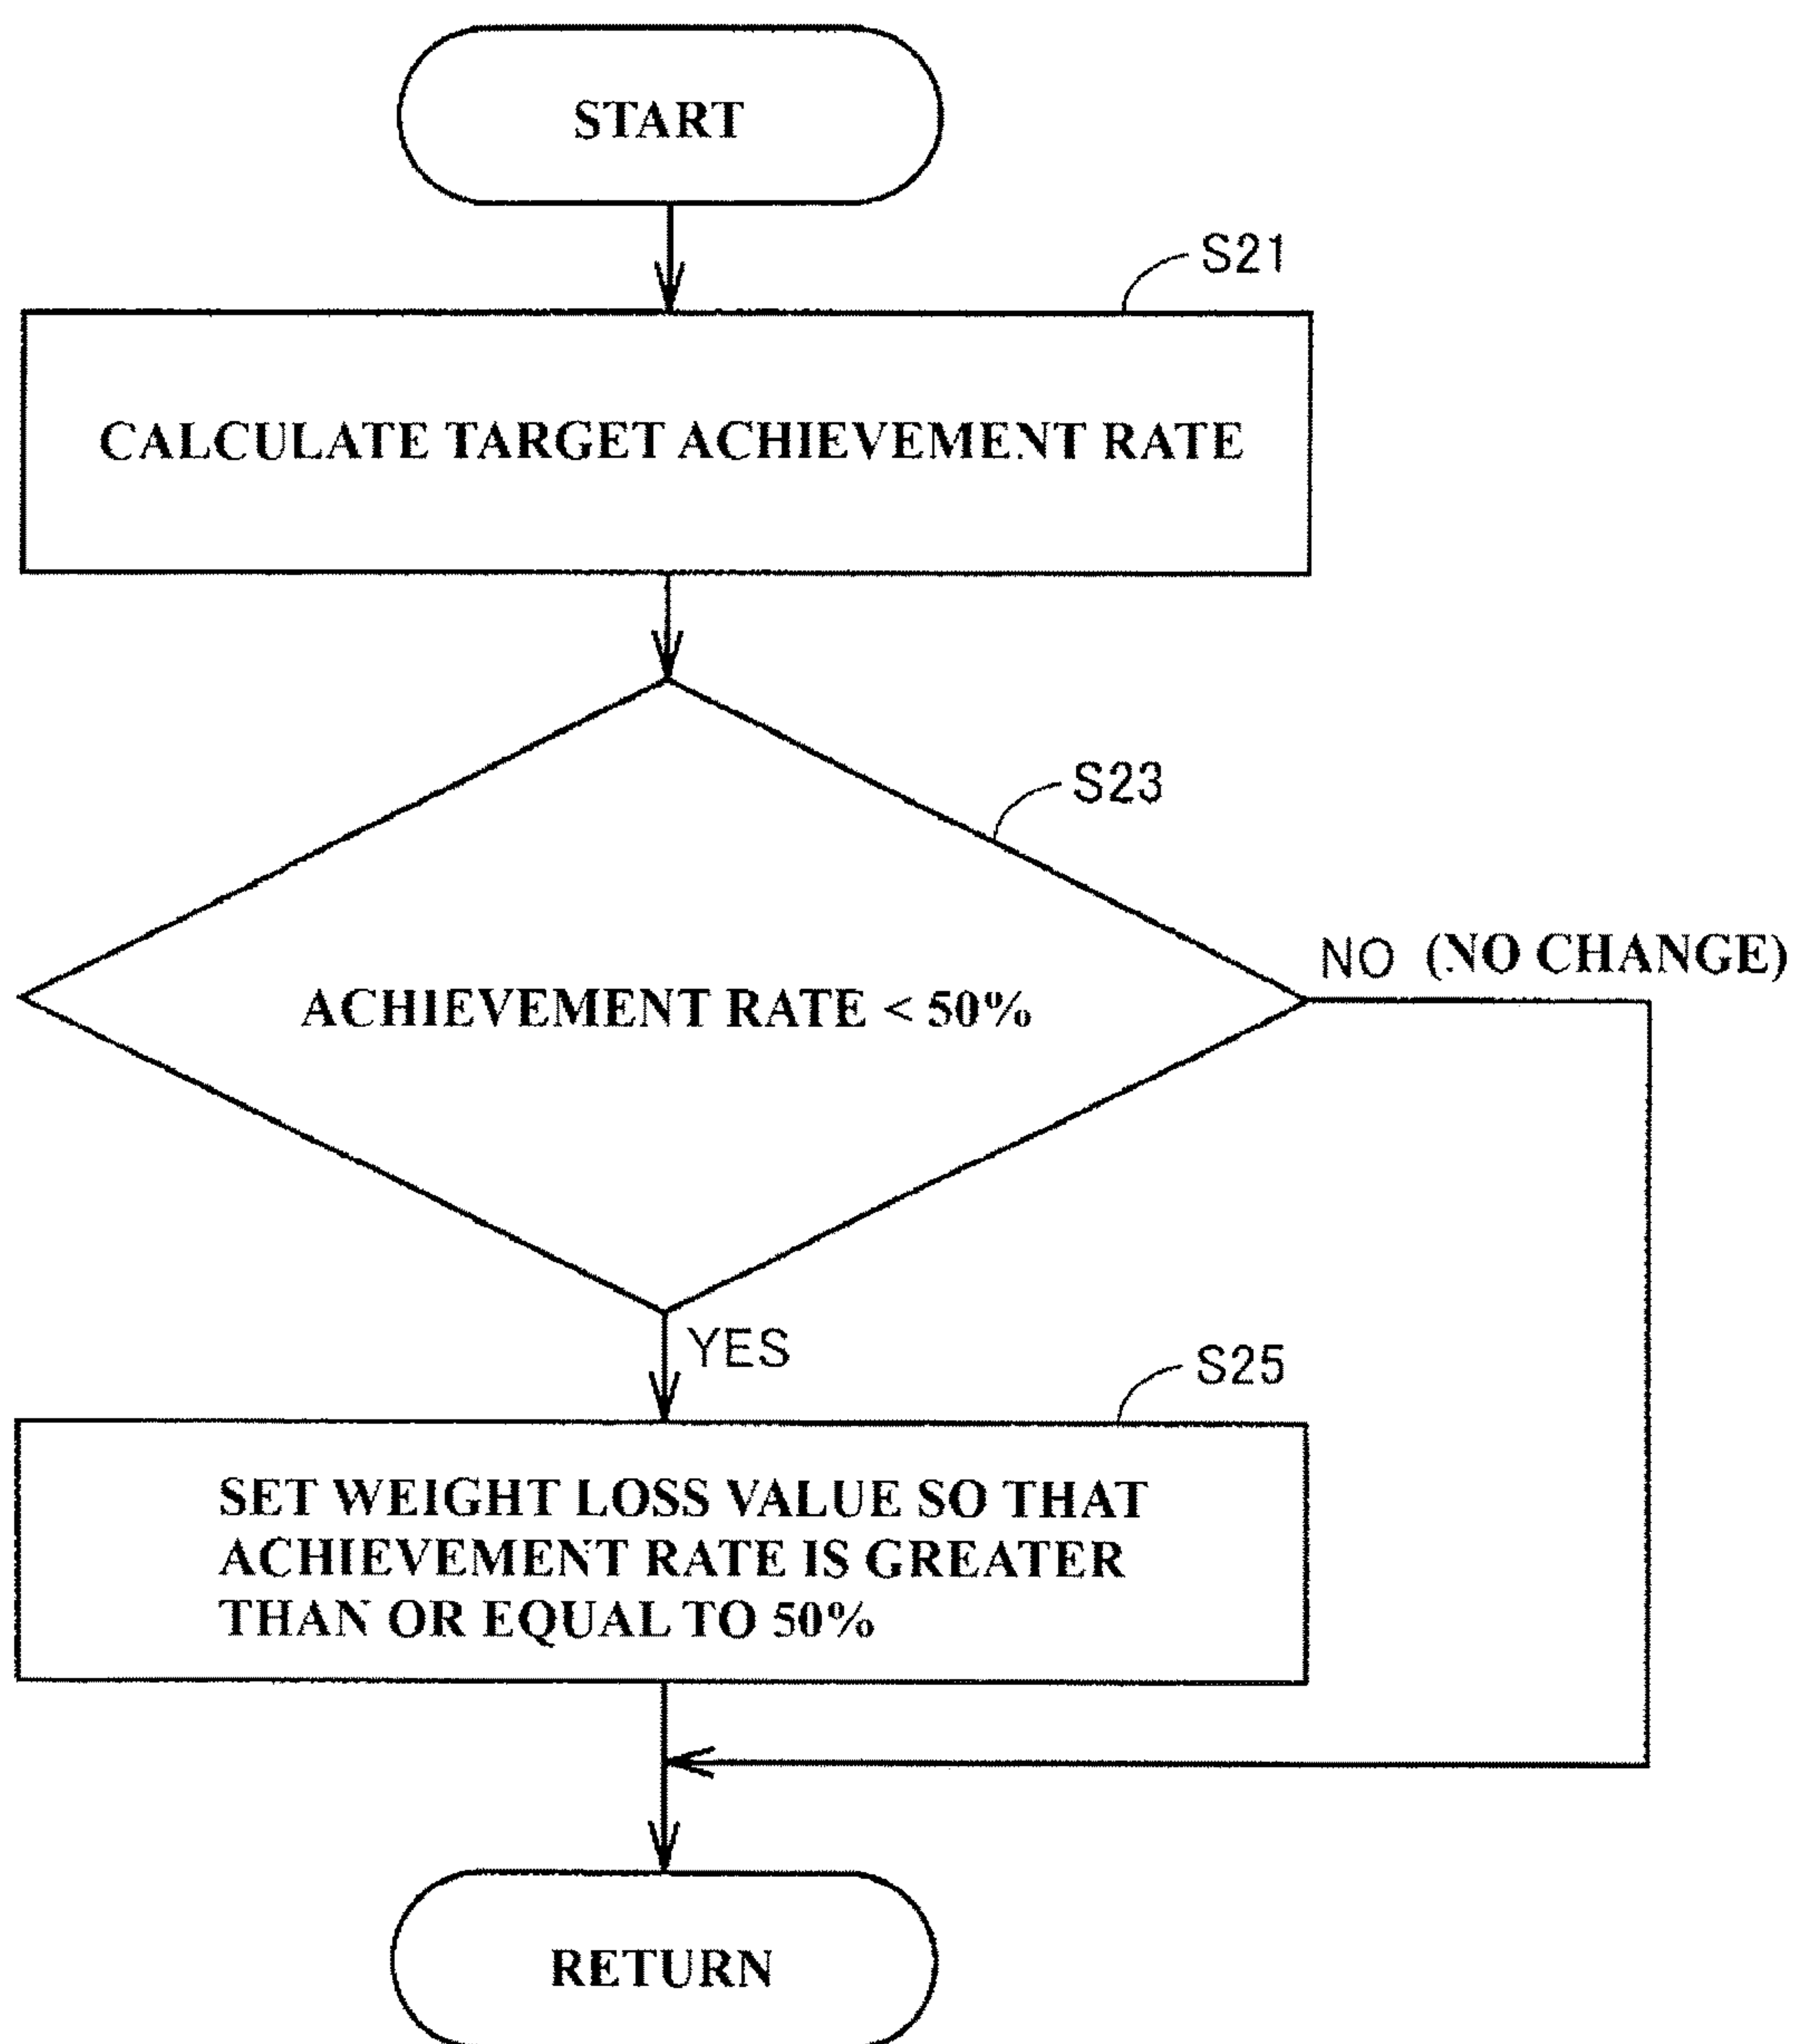 START
S21
CALCULATE TARGET ACHIEVEMENT RATE
S23
NO (NO CHANGE)
ACHIEVEMENT RATE < 50%
YES
S25
SET WEIGHT LOSS VALUE SO THAT
ACHIEVEMENT RATE IS GREATER
THAN OR EQUAL TO 50%
RETURN